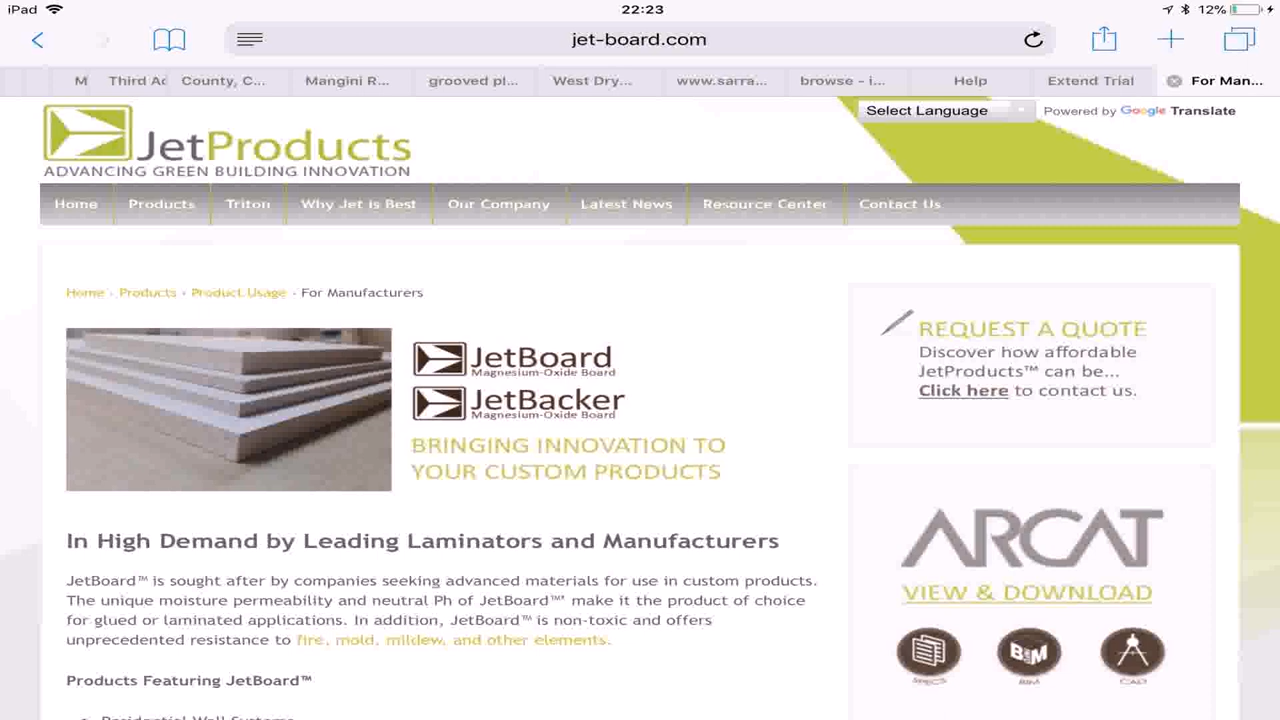 iPad 22:23 12%
jet-board.com
M Third Ac County, C... Mangini R... grooved pl... West Dry... www.sarra... browse - i... Help Extend Trial For Man...
Select Language Powered by Google Translate
JetProducts
ADVANCING GREEN BUILDING INNOVATION
Home Products Triton Why Jet is Best Our Company Latest News Resource Center Contact Us
Home › Products › Product Usage › For Manufacturers
JetBoard
Magnesium-Oxide Board
JetBacker
Magnesium-Oxide Board
BRINGING INNOVATION TO
YOUR CUSTOM PRODUCTS
In High Demand by Leading Laminators and Manufacturers
JetBoard™ is sought after by companies seeking advanced materials for use in custom products.
The unique moisture permeability and neutral Ph of JetBoard™' make it the product of choice
for glued or laminated applications. In addition, JetBoard™ is non-toxic and offers
unprecedented resistance to fire, mold, mildew, and other elements.
Products Featuring JetBoard™
Residential Wall Systems
REQUEST A QUOTE
Discover how affordable
JetProducts™ can be...
Click here to contact us.
ARCAT
VIEW & DOWNLOAD
SPECS BIM CAD